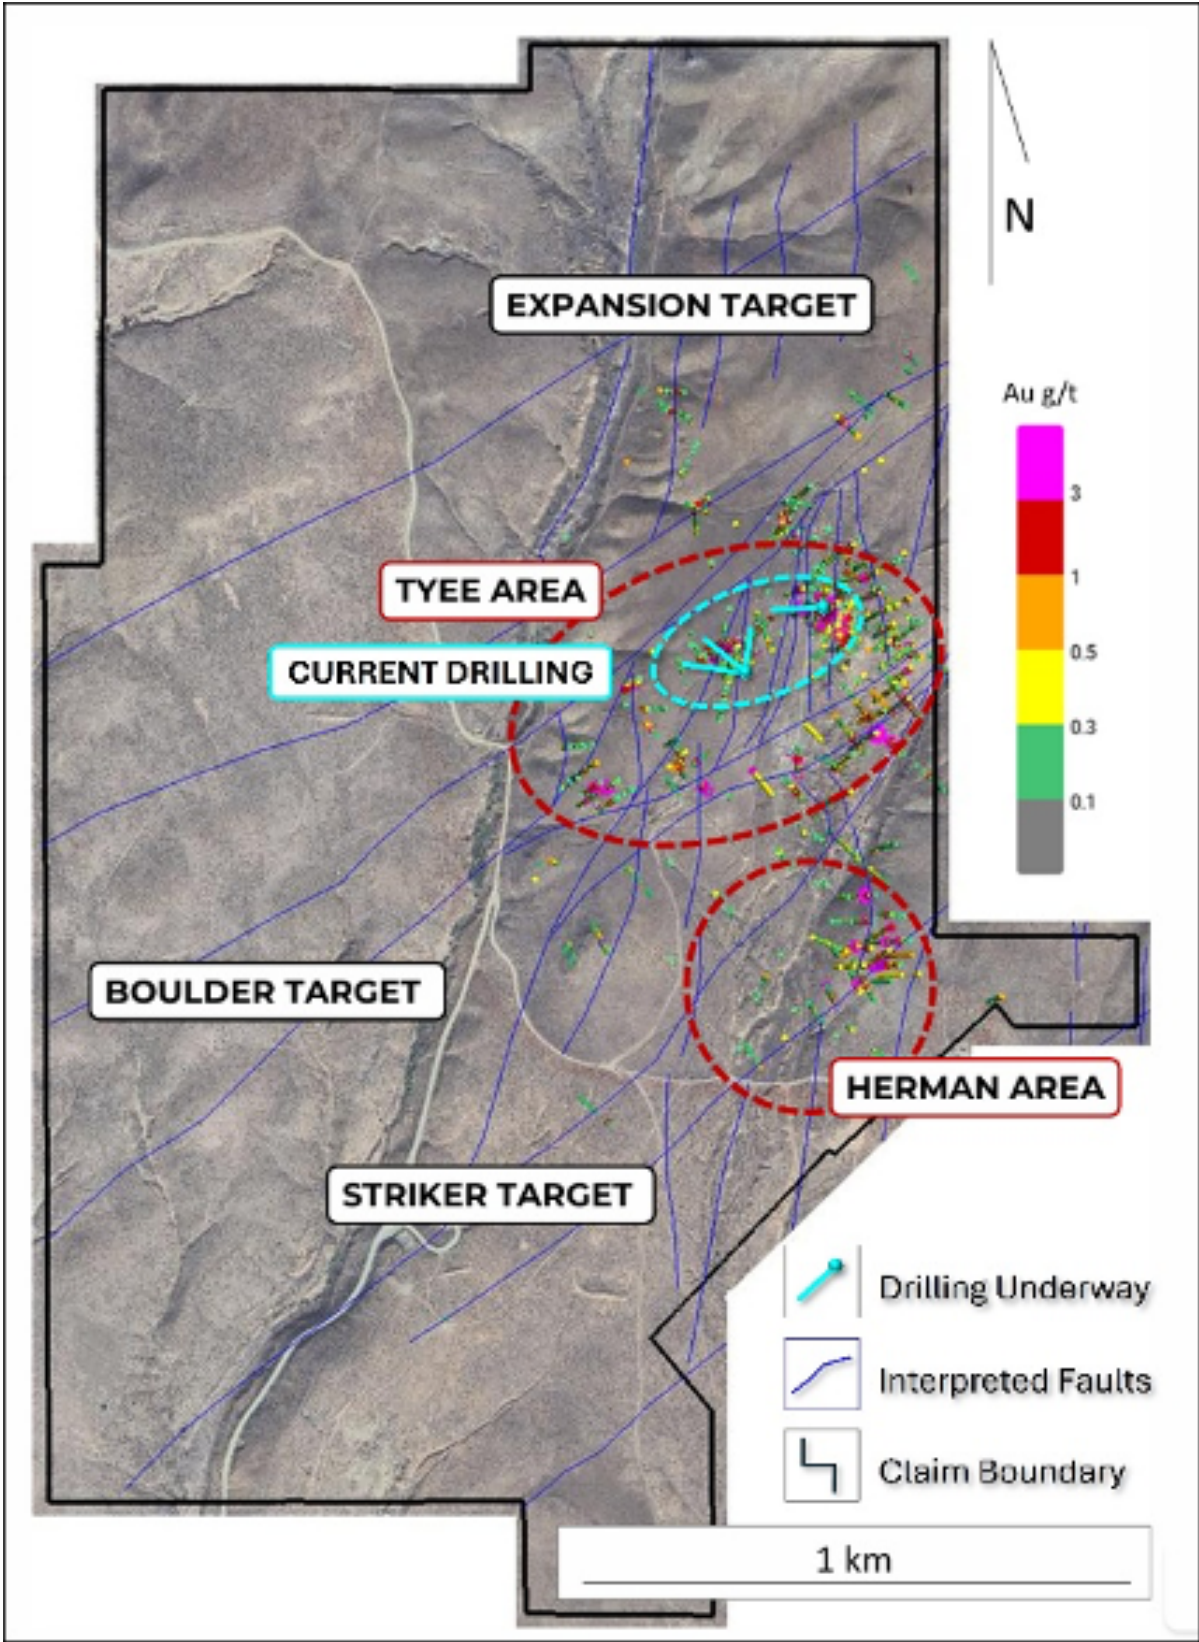 N
EXPANSION TARGET
Au g/t
3
1
0.5
0.3
0.1
TYEE AREA
CURRENT DRILLING
BOULDER TARGET
HERMAN AREA
STRIKER TARGET
Drilling Underway
Interpreted Faults
Claim Boundary
1 km